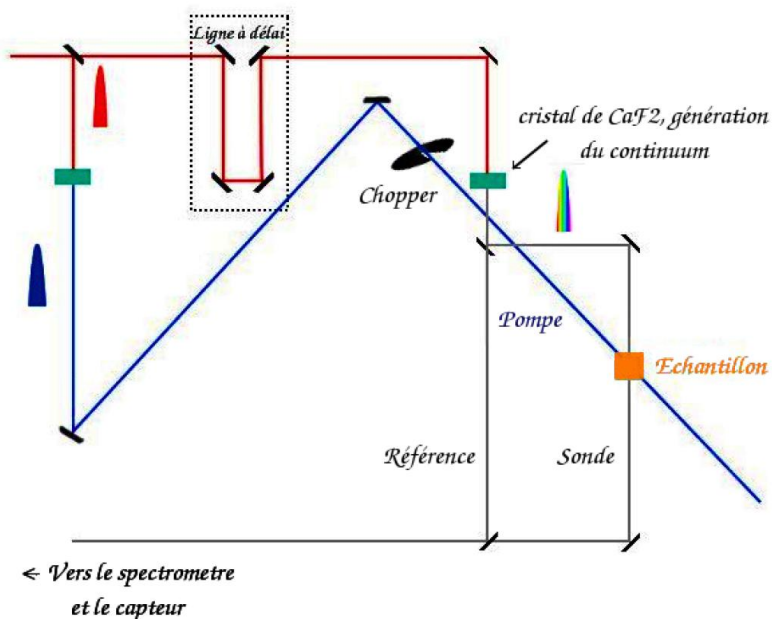 Ligne à délai
cristal de CaF2, génération
du continuum
Chopper
Pompe
Echantillon
Référence
Sonde
← Vers le spectrometre
et le capteur